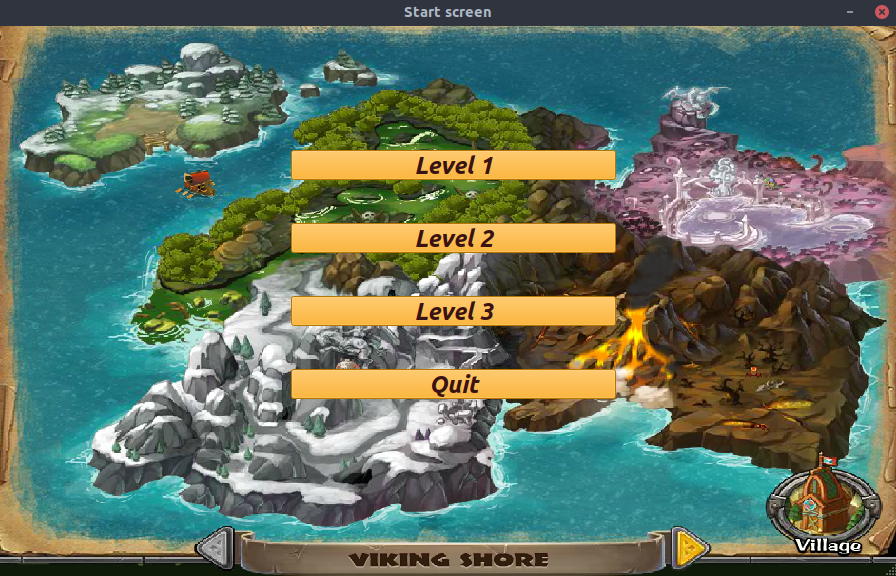 Start screen
Level 1
Level 2
Level 3
Quit
Village
VIKING SHORE